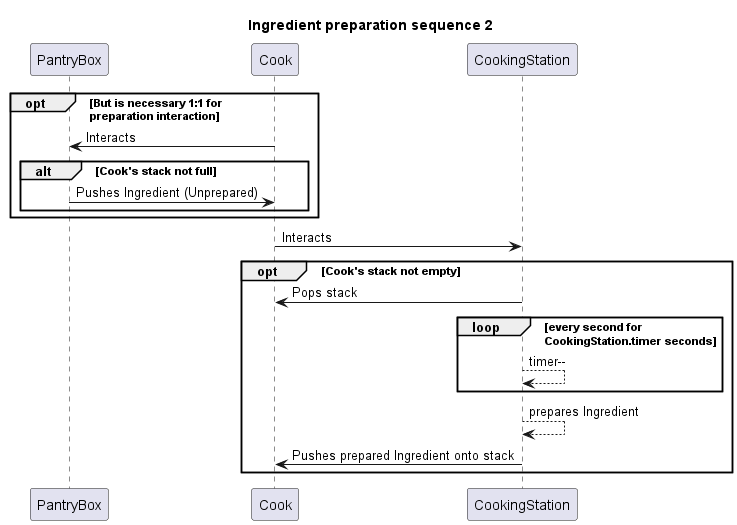 Ingredient preparation sequence 2
PantryBox
Cook
CookingStation
opt
[But is necessary 1:1 for
preparation interaction]
Interacts
alt
[Cook's stack not full]
Pushes Ingredient (Unprepared)
Interacts
opt
[Cook's stack not empty]
Pops stack
loop
[every second for
CookingStation.timer seconds]
timer--
prepares Ingredient
Pushes prepared Ingredient onto stack
PantryBox
Cook
CookingStation